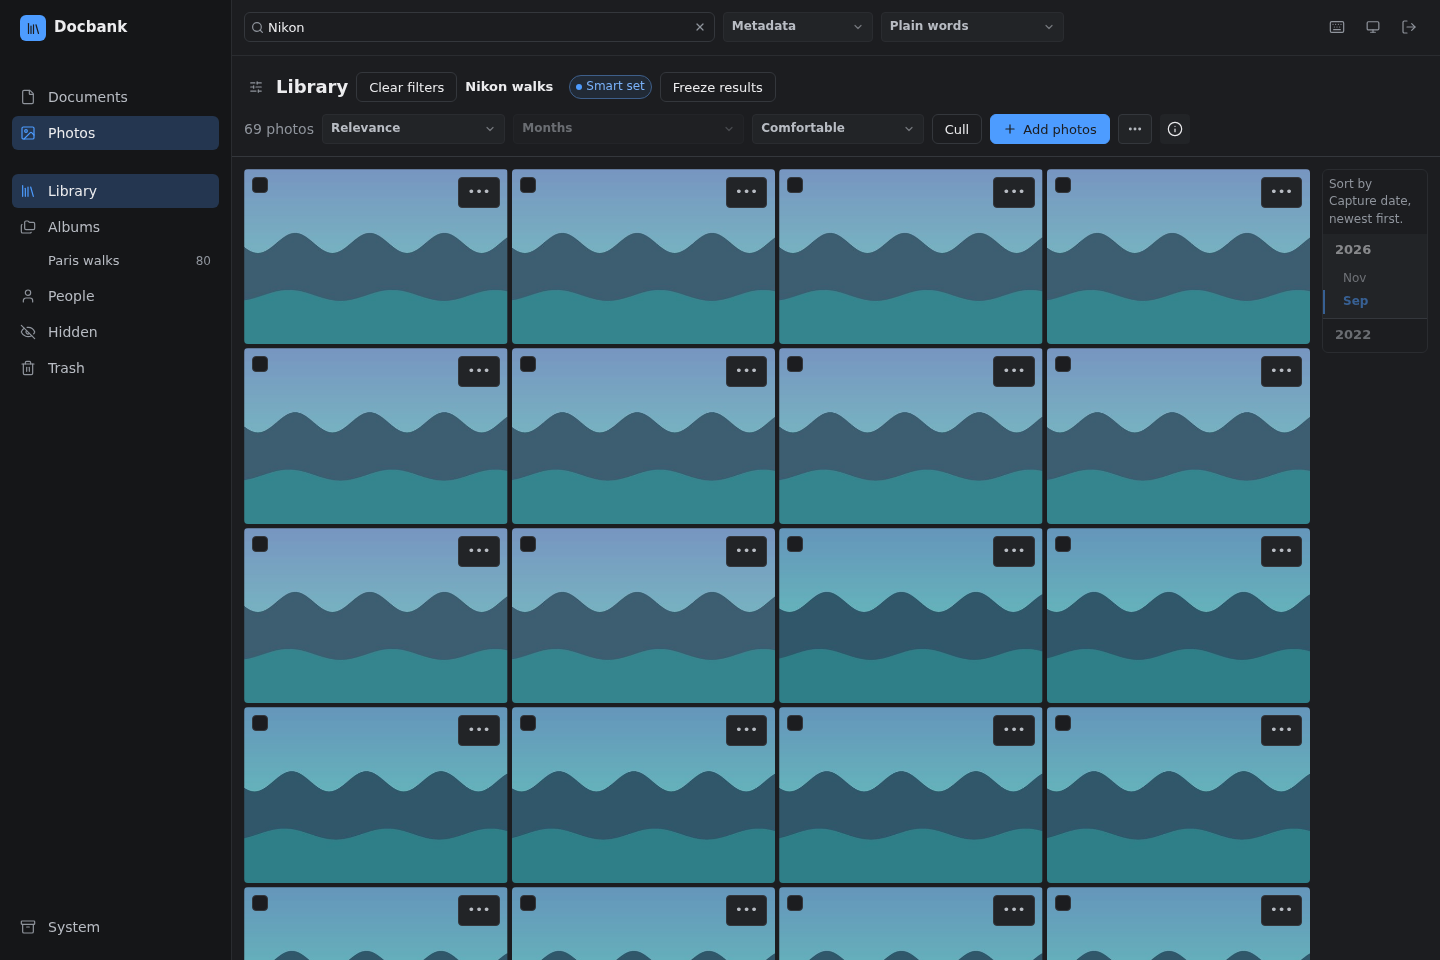 Docbank
Nikon
Metadata
Plain words
Documents
Photos
Library
Albums
Paris walks 80
People
Hidden
Trash
System
Library Clear filters Nikon walks Smart set Freeze results
69 photos Relevance Months Comfortable Cull Add photos
Sort by
Capture date,
newest first.
2026
Nov
Sep
2022